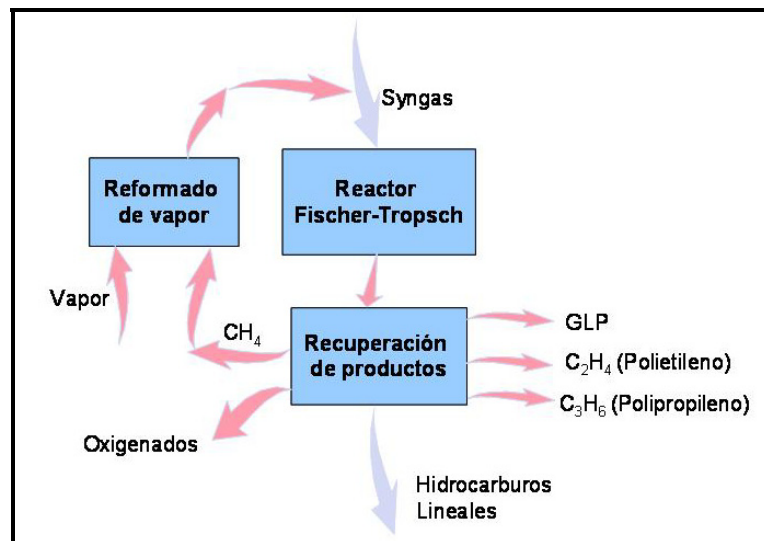 Syngas
Reformado
de vapor
Reactor
Fischer-Tropsch
Vapor
CH₄
Recuperación
de productos
GLP
C₂H₄ (Polietileno)
C₃H₆ (Polipropileno)
Oxigenados
Hidrocarburos
Lineales